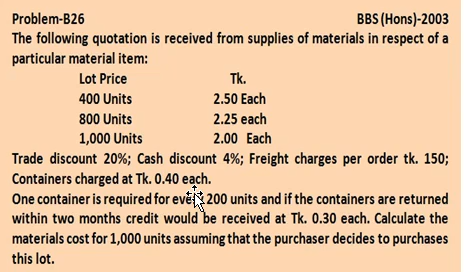 Problem-B26 BBS (Hons)-2003
The following quotation is received from supplies of materials in respect of a
particular material item:
Lot Price Tk.
400 Units 2.50 Each
800 Units 2.25 each
1,000 Units 2.00 Each
Trade discount 20%; Cash discount 4%; Freight charges per order tk. 150;
Containers charged at Tk. 0.40 each.
One container is required for every 200 units and if the containers are returned
within two months credit would be received at Tk. 0.30 each. Calculate the
materials cost for 1,000 units assuming that the purchaser decides to purchases
this lot.